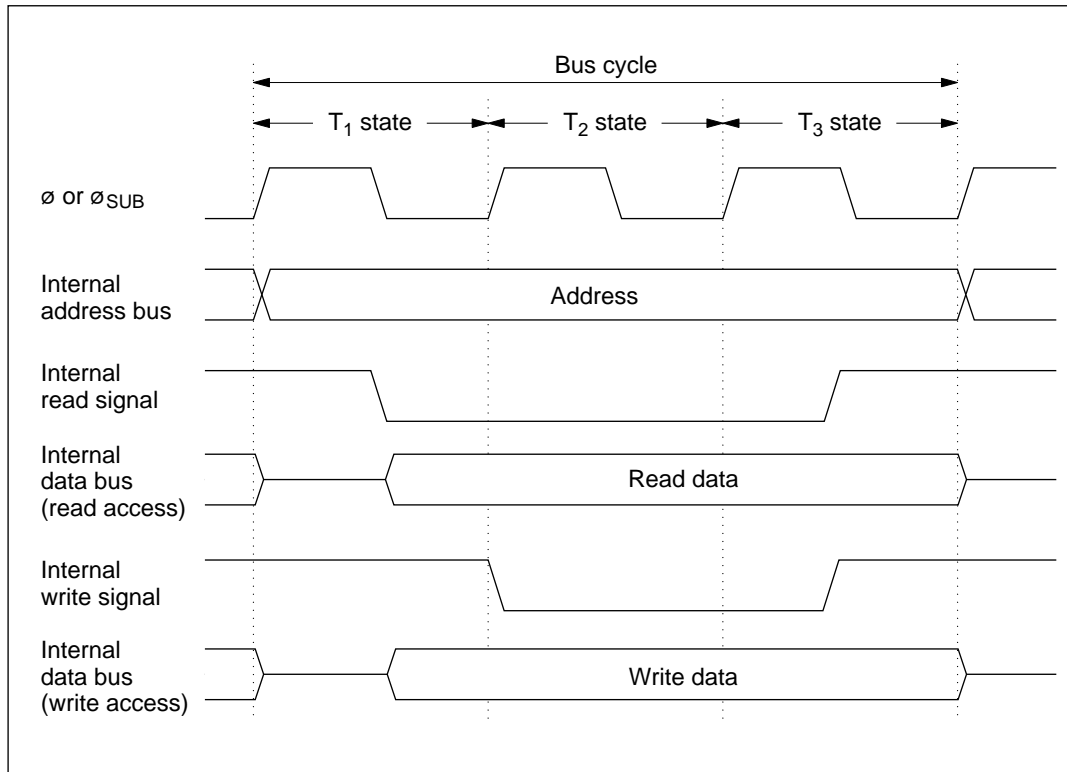 Bus cycle
T₁ state
T₂ state
T₃ state
ø or øSUB
Internal
address bus
Address
Internal
read signal
Internal
data bus
(read access)
Read data
Internal
write signal
Internal
data bus
(write access)
Write data